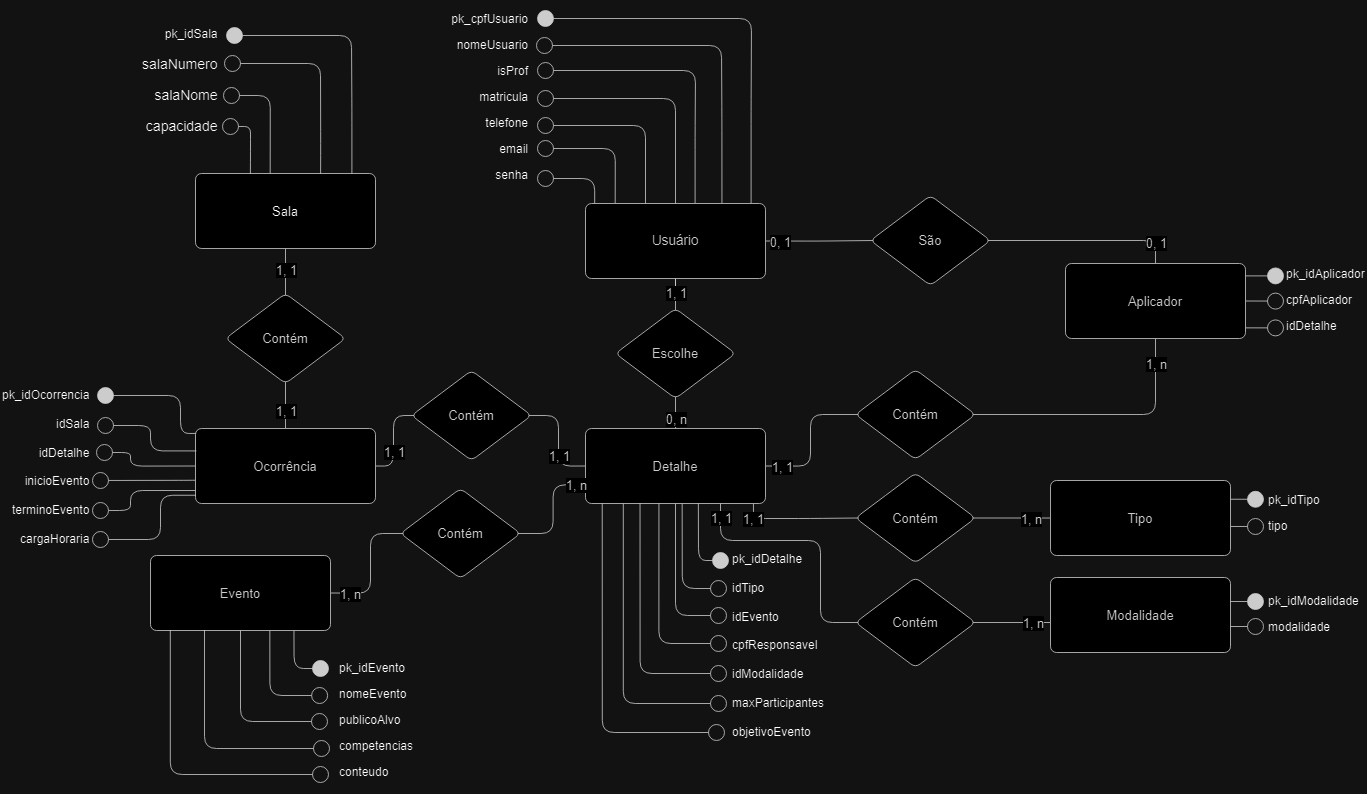 pk_idSala
salaNumero
salaNome
capacidade
Sala
1, 1
Contém
1, 1
pk_cpfUsuario
nomeUsuario
isProf
matricula
telefone
email
senha
Usuário
0, 1
São
0, 1
Aplicador
pk_idAplicador
cpfAplicador
idDetalhe
1, n
1, 1
Escolhe
0, n
pk_idOcorrencia
idSala
idDetalhe
inicioEvento
terminoEvento
cargaHoraria
Ocorrência
1, 1
Contém
1, 1
Detalhe
1, 1
Contém
1, n
Contém
1, n
Evento
pk_idEvento
nomeEvento
publicoAlvo
competencias
conteudo
1, 1
1, 1
Contém
1, n
Tipo
pk_idTipo
tipo
Contém
1, n
Modalidade
pk_idModalidade
modalidade
pk_idDetalhe
idTipo
idEvento
cpfResponsavel
idModalidade
maxParticipantes
objetivoEvento